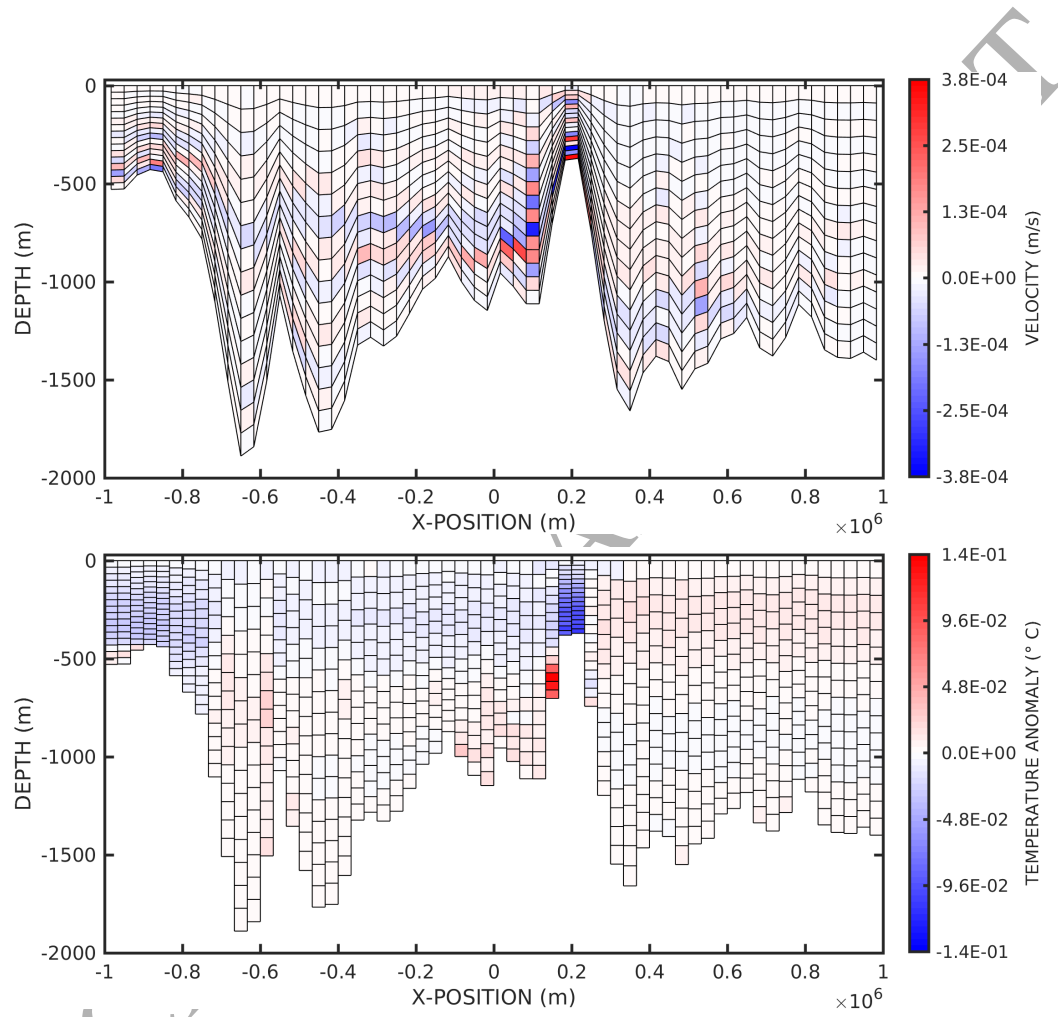 T
0
-500
-1000
-1500
-2000
DEPTH (m)
-1
-0.8
-0.6
-0.4
-0.2
0
0.2
0.4
0.6
0.8
1
X-POSITION (m)
×10⁶
3.8E-04
2.5E-04
1.3E-04
0.0E+00
-1.3E-04
-2.5E-04
-3.8E-04
VELOCITY (m/s)
0
-500
-1000
-1500
-2000
DEPTH (m)
-1
-0.8
-0.6
-0.4
-0.2
0
0.2
0.4
0.6
0.8
1
X-POSITION (m)
×10⁶
1.4E-01
9.6E-02
4.8E-02
0.0E+00
-4.8E-02
-9.6E-02
-1.4E-01
TEMPERATURE ANOMALY (° C)